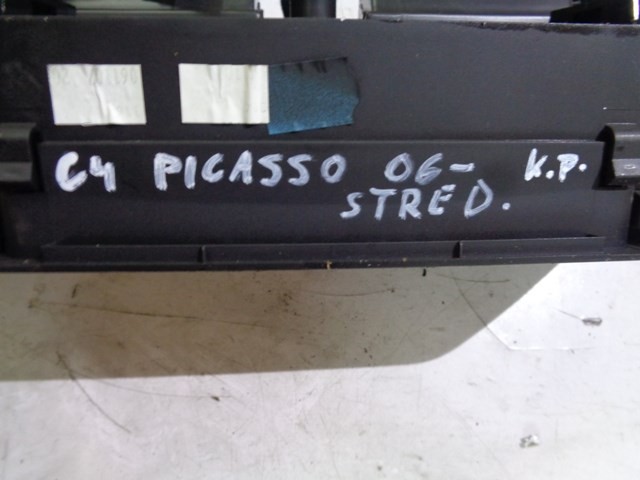 C4 PICASSO 06- K.P.
STRED.